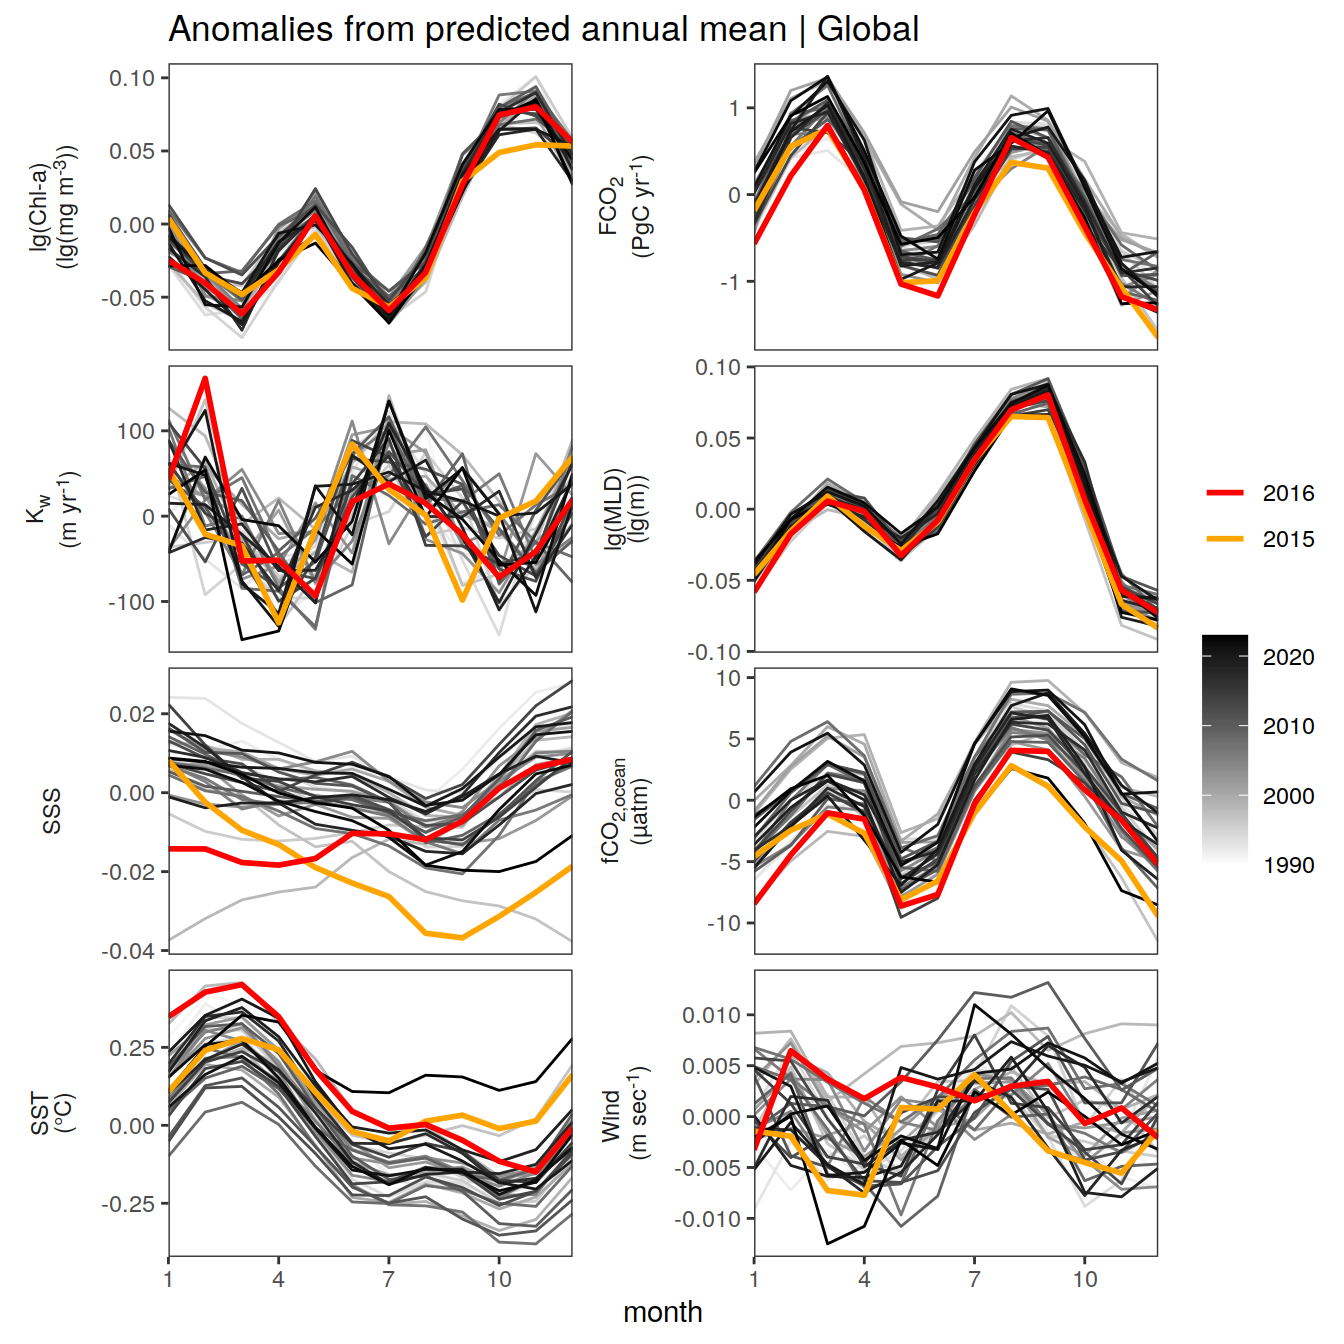 Anomalies from predicted annual mean | Global
lg(Chl-a)
(lg(mg m-3))
0.10
0.05
0.00
-0.05
FCO2
(PgC yr-1)
1
0
-1
Kw
(m yr-1)
100
0
-100
lg(MLD)
(lg(m))
0.10
0.05
0.00
-0.05
-0.10
SSS
0.02
0.00
-0.02
-0.04
fCO2,ocean
(µatm)
10
5
0
-5
-10
SST
(°C)
0.25
0.00
-0.25
1
4
7
10
Wind
(m sec-1)
0.010
0.005
0.000
-0.005
-0.010
1
4
7
10
month
2016
2015
2020
2010
2000
1990